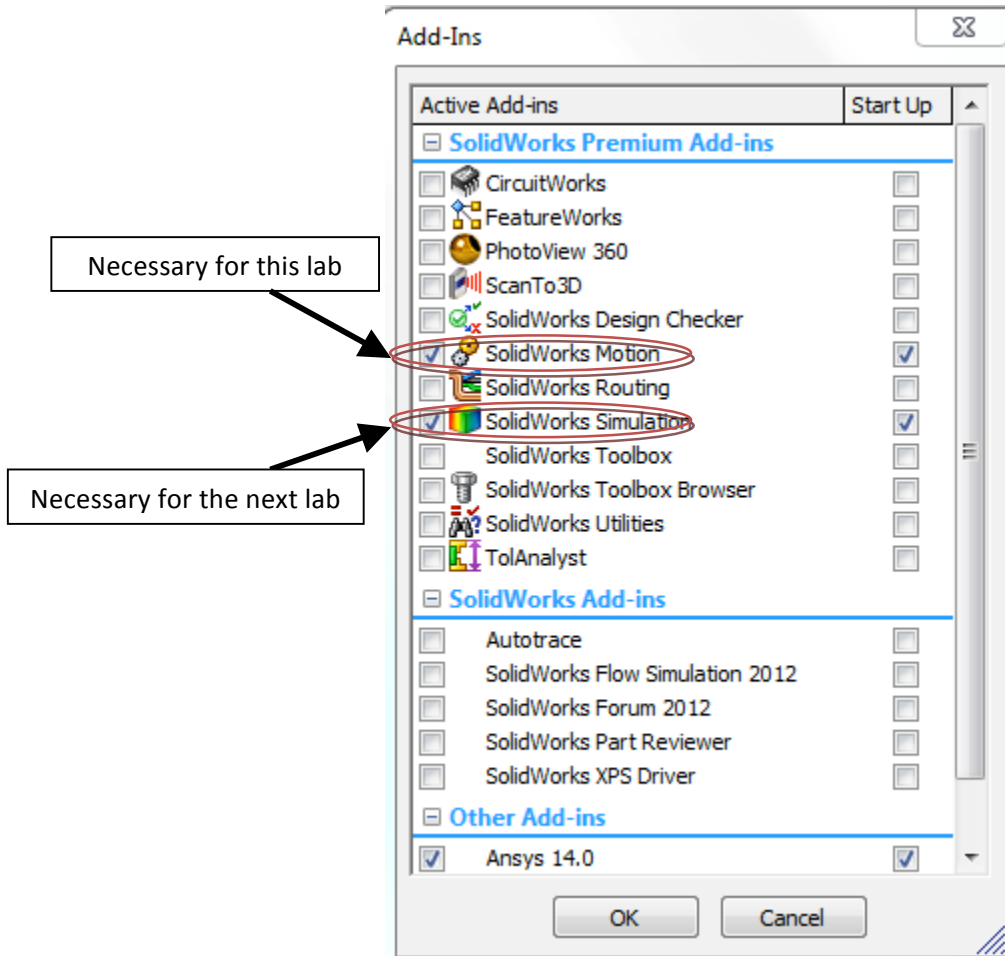 Add-Ins
Active Add-ins Start Up
SolidWorks Premium Add-ins
CircuitWorks
FeatureWorks
PhotoView 360
Necessary for this lab
ScanTo3D
SolidWorks Design Checker
SolidWorks Motion
SolidWorks Routing
SolidWorks Simulation
SolidWorks Toolbox
Necessary for the next lab
SolidWorks Toolbox Browser
SolidWorks Utilities
TolAnalyst
SolidWorks Add-ins
Autotrace
SolidWorks Flow Simulation 2012
SolidWorks Forum 2012
SolidWorks Part Reviewer
SolidWorks XPS Driver
Other Add-ins
Ansys 14.0
OK Cancel